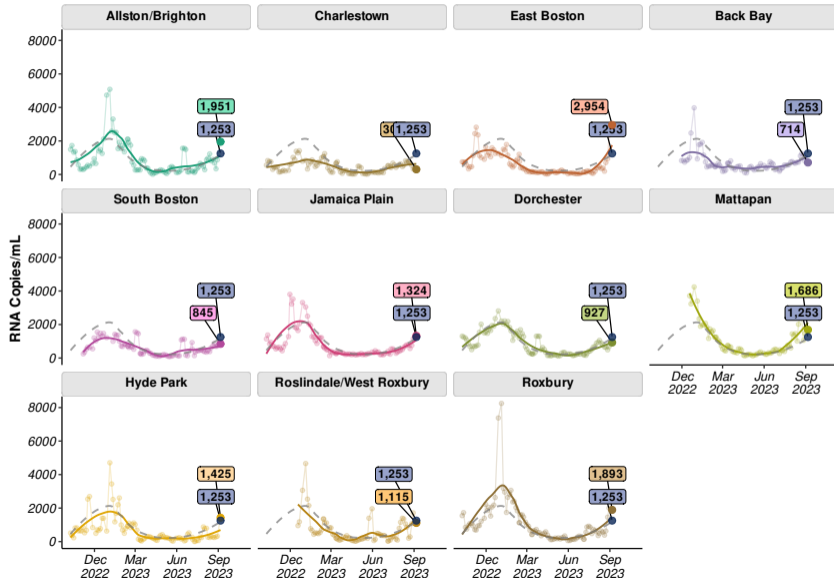 Allston/Brighton
Charlestown
East Boston
Back Bay
8000
6000
4000
2000
0
1,951
1,253
1,253
2,954
1,253
1,253
714
South Boston
Jamaica Plain
Dorchester
Mattapan
RNA Copies/mL
8000
6000
4000
2000
0
1,253
845
1,324
1,253
1,253
927
1,686
1,253
Dec
2022
Mar
2023
Jun
2023
Sep
2023
Hyde Park
Roslindale/West Roxbury
Roxbury
8000
6000
4000
2000
0
1,425
1,253
1,253
1,115
1,893
1,253
Dec
2022
Mar
2023
Jun
2023
Sep
2023
Dec
2022
Mar
2023
Jun
2023
Sep
2023
Dec
2022
Mar
2023
Jun
2023
Sep
2023